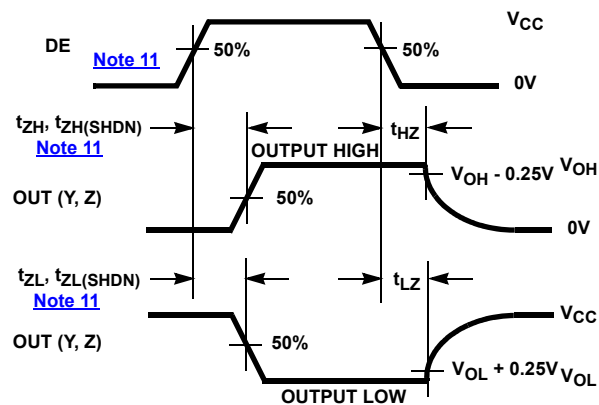 VCC
DE
Note 11
50%
50%
0V
tZH, tZH(SHDN)
Note 11
tHZ
OUTPUT HIGH
VOH - 0.25V
VOH
OUT (Y, Z)
50%
0V
tZL, tZL(SHDN)
Note 11
tLZ
VCC
OUT (Y, Z)
50%
VOL + 0.25V
VOL
OUTPUT LOW